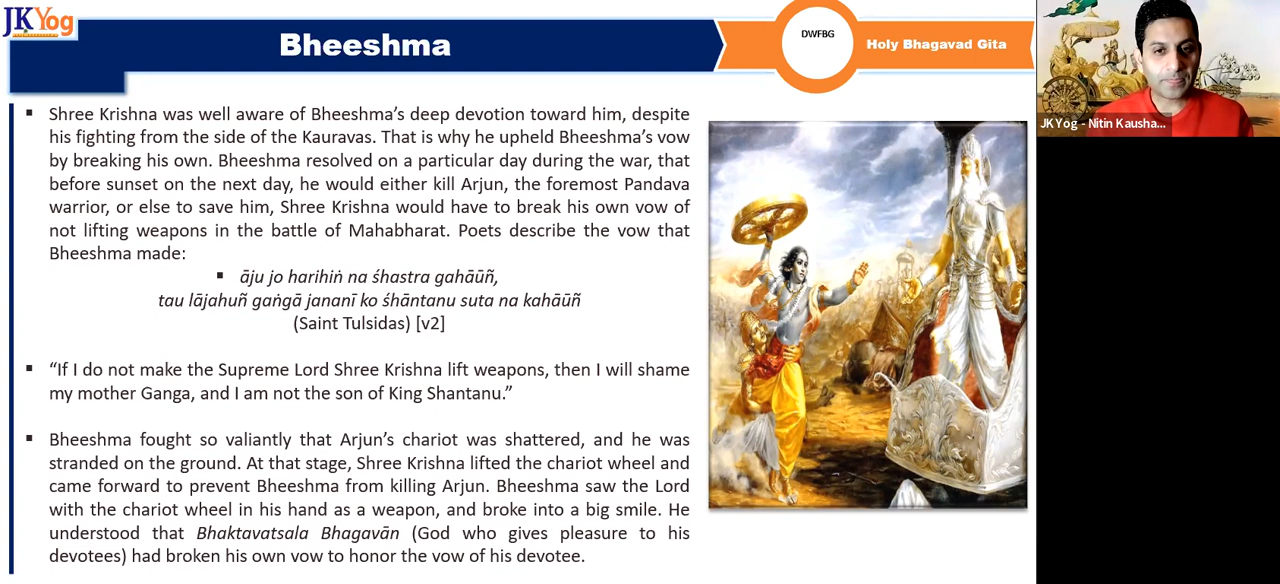 JKYog
Bheeshma
DWFBG
Holy Bhagavad Gita
JKYog - Nitin Kausha...
▪ Shree Krishna was well aware of Bheeshma’s deep devotion toward him, despite
his fighting from the side of the Kauravas. That is why he upheld Bheeshma’s vow
by breaking his own. Bheeshma resolved on a particular day during the war, that
before sunset on the next day, he would either kill Arjun, the foremost Pandava
warrior, or else to save him, Shree Krishna would have to break his own vow of
not lifting weapons in the battle of Mahabharat. Poets describe the vow that
Bheeshma made:
▪ āju jo harihiṅ na śhastra gahāūñ,
tau lājahuñ gaṅgā jananī ko śhāntanu suta na kahāūñ
(Saint Tulsidas) [v2]
▪ “If I do not make the Supreme Lord Shree Krishna lift weapons, then I will shame
my mother Ganga, and I am not the son of King Shantanu.”
▪ Bheeshma fought so valiantly that Arjun’s chariot was shattered, and he was
stranded on the ground. At that stage, Shree Krishna lifted the chariot wheel and
came forward to prevent Bheeshma from killing Arjun. Bheeshma saw the Lord
with the chariot wheel in his hand as a weapon, and broke into a big smile. He
understood that Bhaktavatsala Bhagavān (God who gives pleasure to his
devotees) had broken his own vow to honor the vow of his devotee.